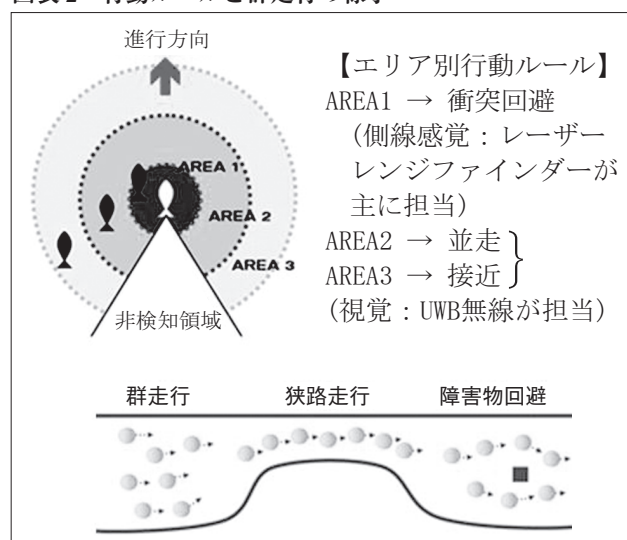 進行方向
AREA 1
AREA 2
AREA 3
非検知領域
【エリア別行動ルール】
AREA1 → 衝突回避
(側線感覚：レーザー
レンジファインダーが
主に担当)
AREA2 → 並走
AREA3 → 接近
(視覚：UWB無線が担当)
群走行 狭路走行 障害物回避